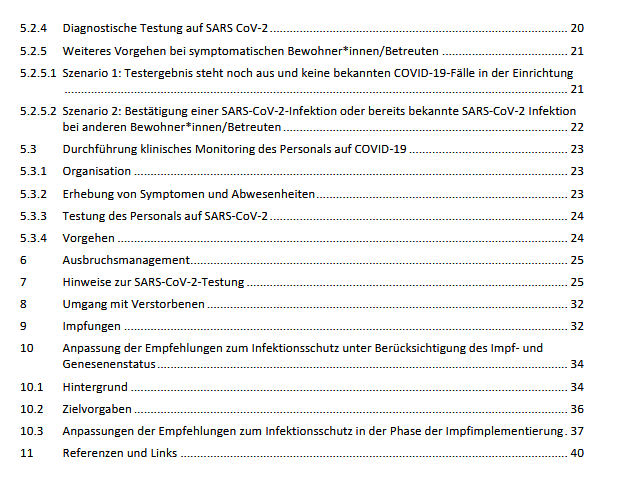 5.2.4 Diagnostische Testung auf SARS CoV-2 20
5.2.5 Weiteres Vorgehen bei symptomatischen Bewohner*innen/Betreuten 21
5.2.5.1 Szenario 1: Testergebnis steht noch aus und keine bekannten COVID-19-Fälle in der Einrichtung
21
5.2.5.2 Szenario 2: Bestätigung einer SARS-CoV-2-Infektion oder bereits bekannte SARS-CoV-2 Infektion
bei anderen Bewohner*innen/Betreuten 22
5.3 Durchführung klinisches Monitoring des Personals auf COVID-19 23
5.3.1 Organisation 23
5.3.2 Erhebung von Symptomen und Abwesenheiten 23
5.3.3 Testung des Personals auf SARS-CoV-2 24
5.3.4 Vorgehen 24
6 Ausbruchsmanagement 25
7 Hinweise zur SARS-CoV-2-Testung 25
8 Umgang mit Verstorbenen 32
9 Impfungen 32
10 Anpassung der Empfehlungen zum Infektionsschutz unter Berücksichtigung des Impf- und
Genesenenstatus 34
10.1 Hintergrund 34
10.2 Zielvorgaben 36
10.3 Anpassungen der Empfehlungen zum Infektionsschutz in der Phase der Impfimplementierung. 37
11 Referenzen und Links 40